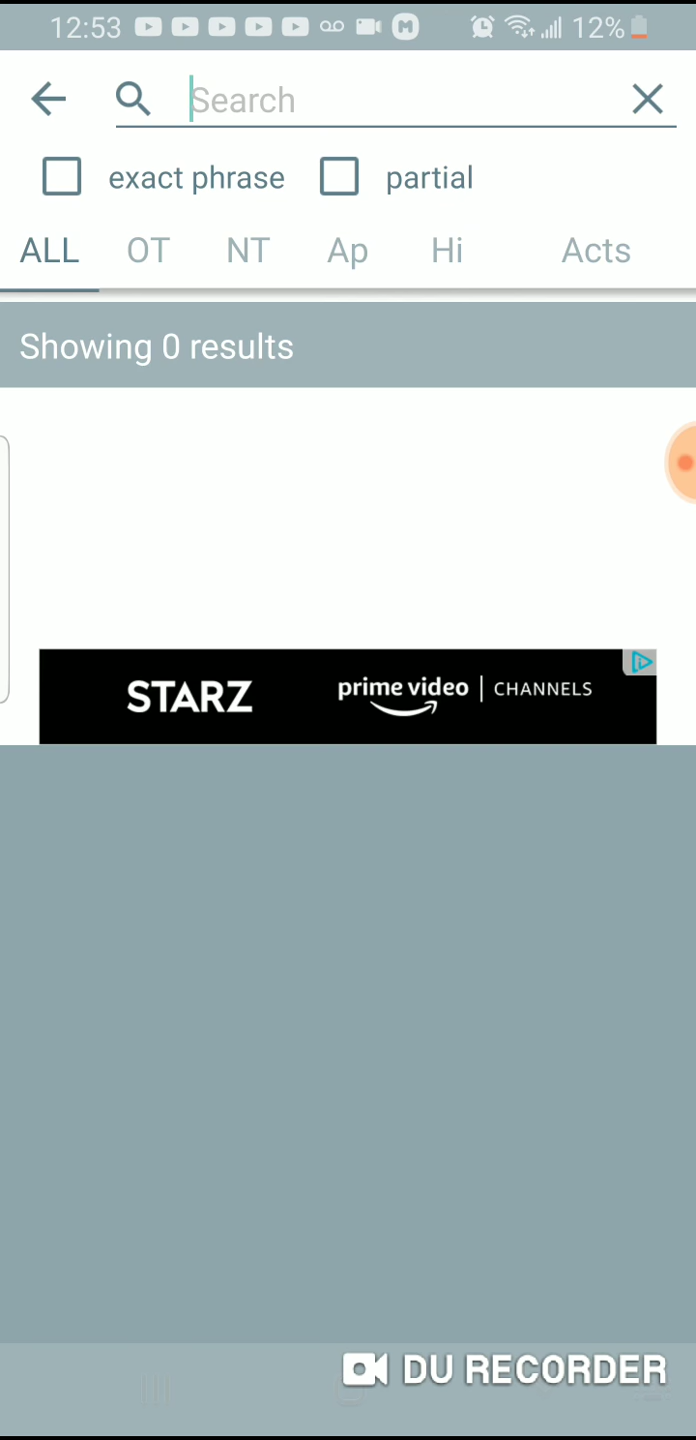 12:53 12%
Search
exact phrase partial
ALL OT NT Ap Hi Acts
Showing 0 results
STARZ prime video | CHANNELS
DU RECORDER